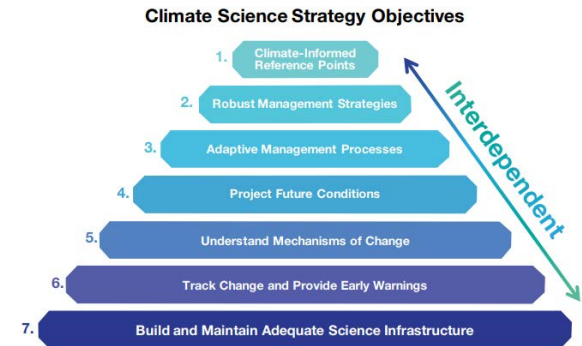 Climate Science Strategy Objectives
1. Climate-Informed
Reference Points
2. Robust Management Strategies
3. Adaptive Management Processes
4. Project Future Conditions
5. Understand Mechanisms of Change
6. Track Change and Provide Early Warnings
7. Build and Maintain Adequate Science Infrastructure
Interdependent